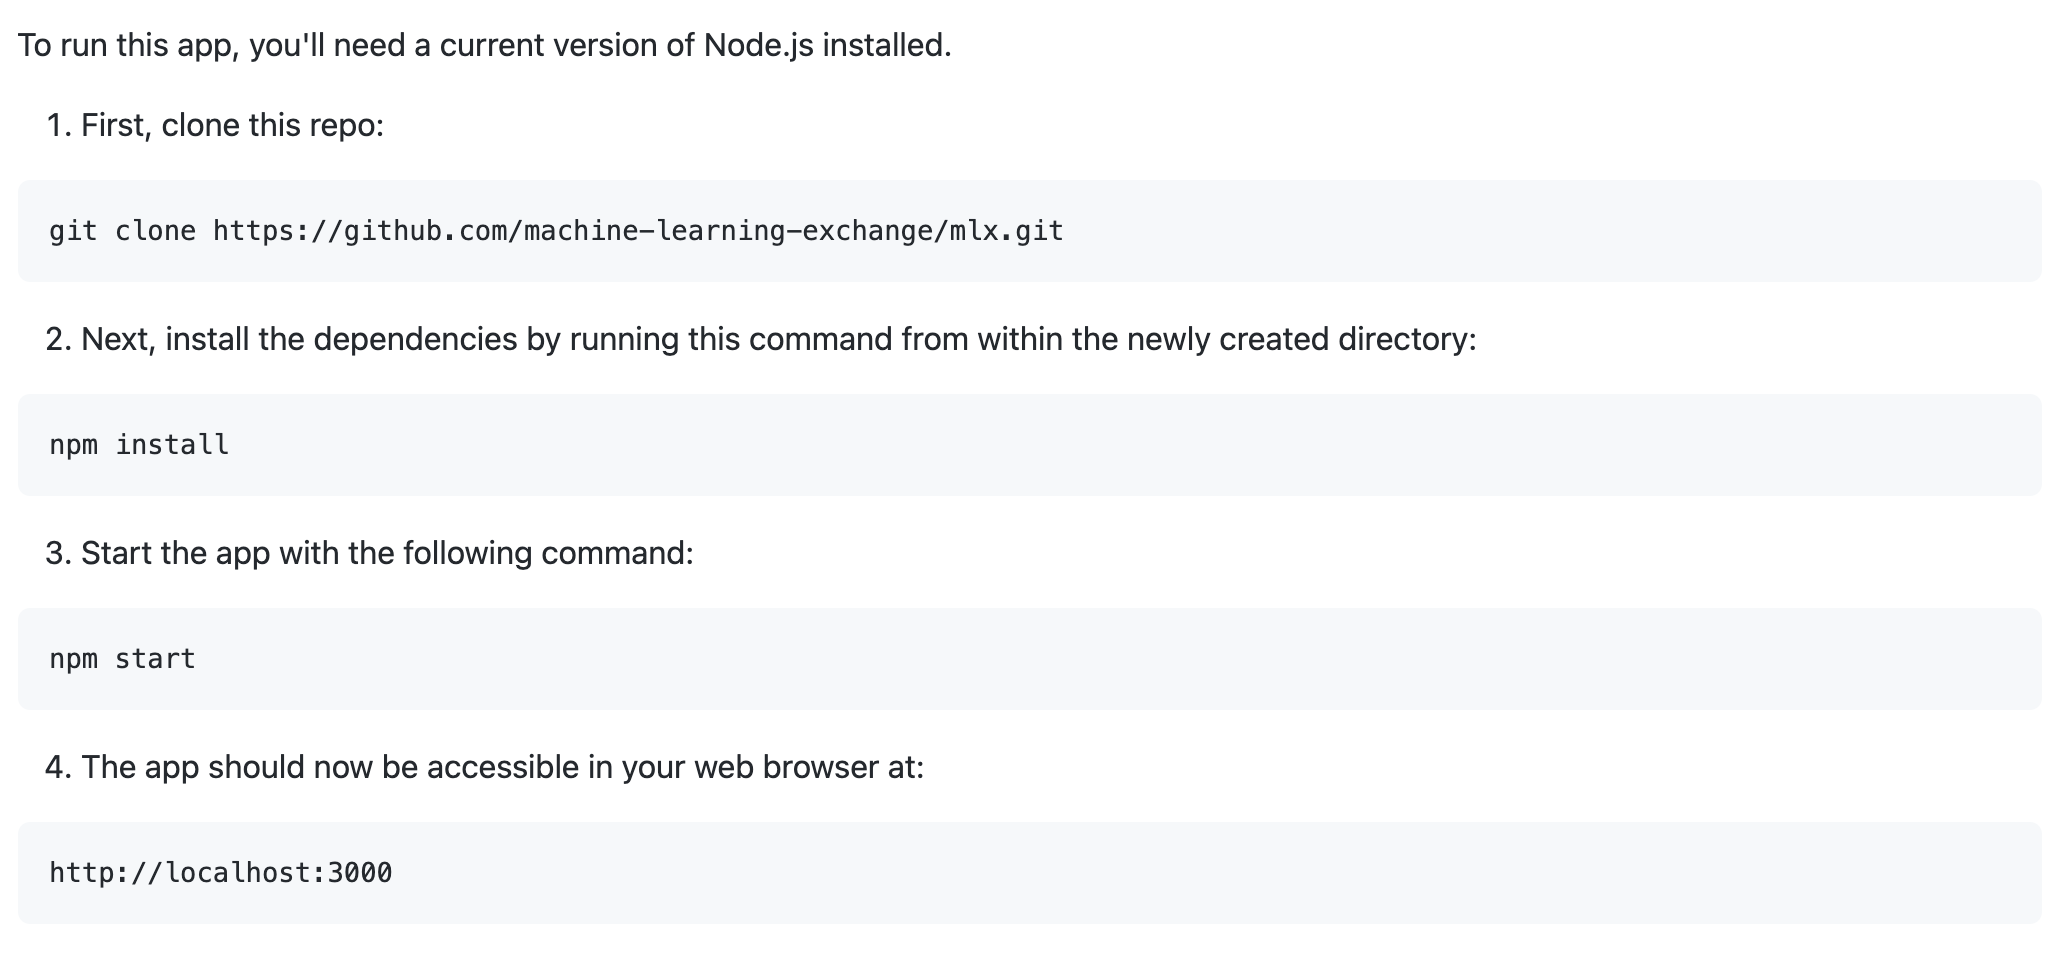 To run this app, you'll need a current version of Node.js installed.
1. First, clone this repo:
git clone https://github.com/machine-learning-exchange/mlx.git
2. Next, install the dependencies by running this command from within the newly created directory:
npm install
3. Start the app with the following command:
npm start
4. The app should now be accessible in your web browser at:
http://localhost:3000